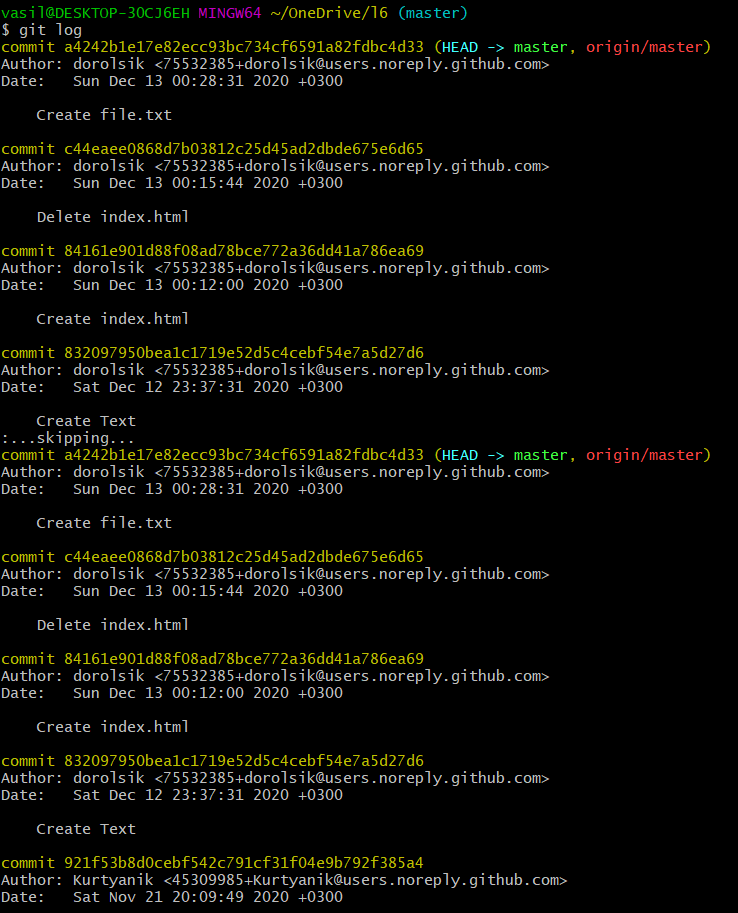 vasil@DESKTOP-3OCJ6EH MINGW64 ~/OneDrive/l6 (master)
$ git log
commit a4242b1e17e82ecc93bc734cf6591a82fdbc4d33 (HEAD -> master, origin/master)
Author: dorolsik <75532385+dorolsik@users.noreply.github.com>
Date:   Sun Dec 13 00:28:31 2020 +0300

    Create file.txt

commit c44eaee0868d7b03812c25d45ad2dbde675e6d65
Author: dorolsik <75532385+dorolsik@users.noreply.github.com>
Date:   Sun Dec 13 00:15:44 2020 +0300

    Delete index.html

commit 84161e901d88f08ad78bce772a36dd41a786ea69
Author: dorolsik <75532385+dorolsik@users.noreply.github.com>
Date:   Sun Dec 13 00:12:00 2020 +0300

    Create index.html

commit 832097950bea1c1719e52d5c4cebf54e7a5d27d6
Author: dorolsik <75532385+dorolsik@users.noreply.github.com>
Date:   Sat Dec 12 23:37:31 2020 +0300

    Create Text
:...skipping...
commit a4242b1e17e82ecc93bc734cf6591a82fdbc4d33 (HEAD -> master, origin/master)
Author: dorolsik <75532385+dorolsik@users.noreply.github.com>
Date:   Sun Dec 13 00:28:31 2020 +0300

    Create file.txt

commit c44eaee0868d7b03812c25d45ad2dbde675e6d65
Author: dorolsik <75532385+dorolsik@users.noreply.github.com>
Date:   Sun Dec 13 00:15:44 2020 +0300

    Delete index.html

commit 84161e901d88f08ad78bce772a36dd41a786ea69
Author: dorolsik <75532385+dorolsik@users.noreply.github.com>
Date:   Sun Dec 13 00:12:00 2020 +0300

    Create index.html

commit 832097950bea1c1719e52d5c4cebf54e7a5d27d6
Author: dorolsik <75532385+dorolsik@users.noreply.github.com>
Date:   Sat Dec 12 23:37:31 2020 +0300

    Create Text

commit 921f53b8d0cebf542c791cf31f04e9b792f385a4
Author: Kurtyanik <45309985+Kurtyanik@users.noreply.github.com>
Date:   Sat Nov 21 20:09:49 2020 +0300